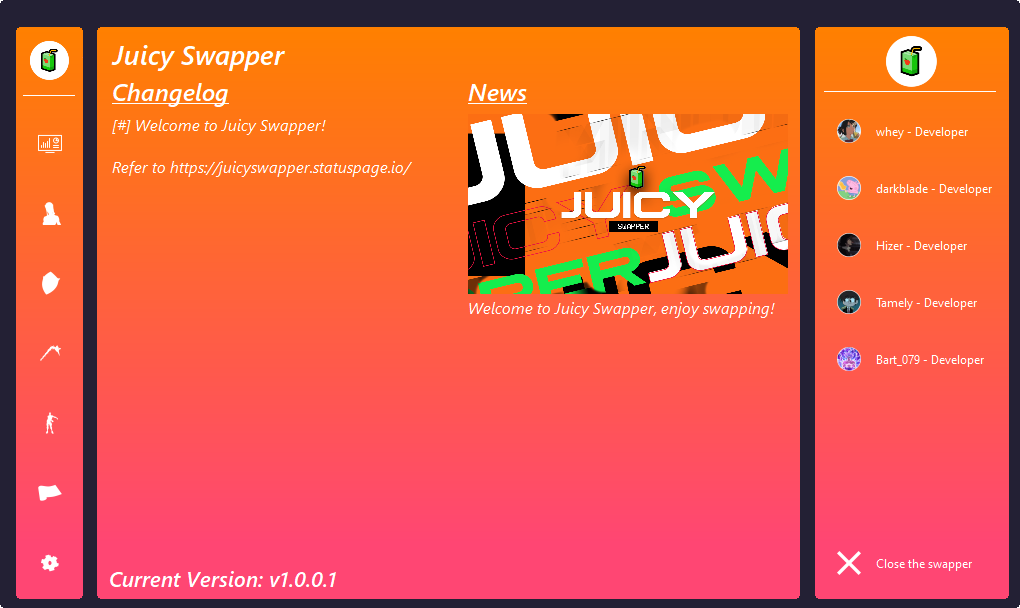 Juicy Swapper
Changelog
[#] Welcome to Juicy Swapper!
Refer to https://juicyswapper.statuspage.io/
News
JUICY
SWAPPER
Welcome to Juicy Swapper, enjoy swapping!
Current Version: v1.0.0.1
whey - Developer
darkblade - Developer
Hizer - Developer
Tamely - Developer
Bart_079 - Developer
Close the swapper